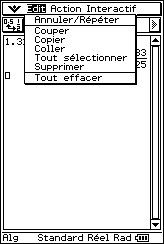 Edit Action Interactif
Annuler/Répéter
Couper
Copier
Coller
Tout sélectionner
Supprimer
Tout effacer
Alg Standard Réel Rad